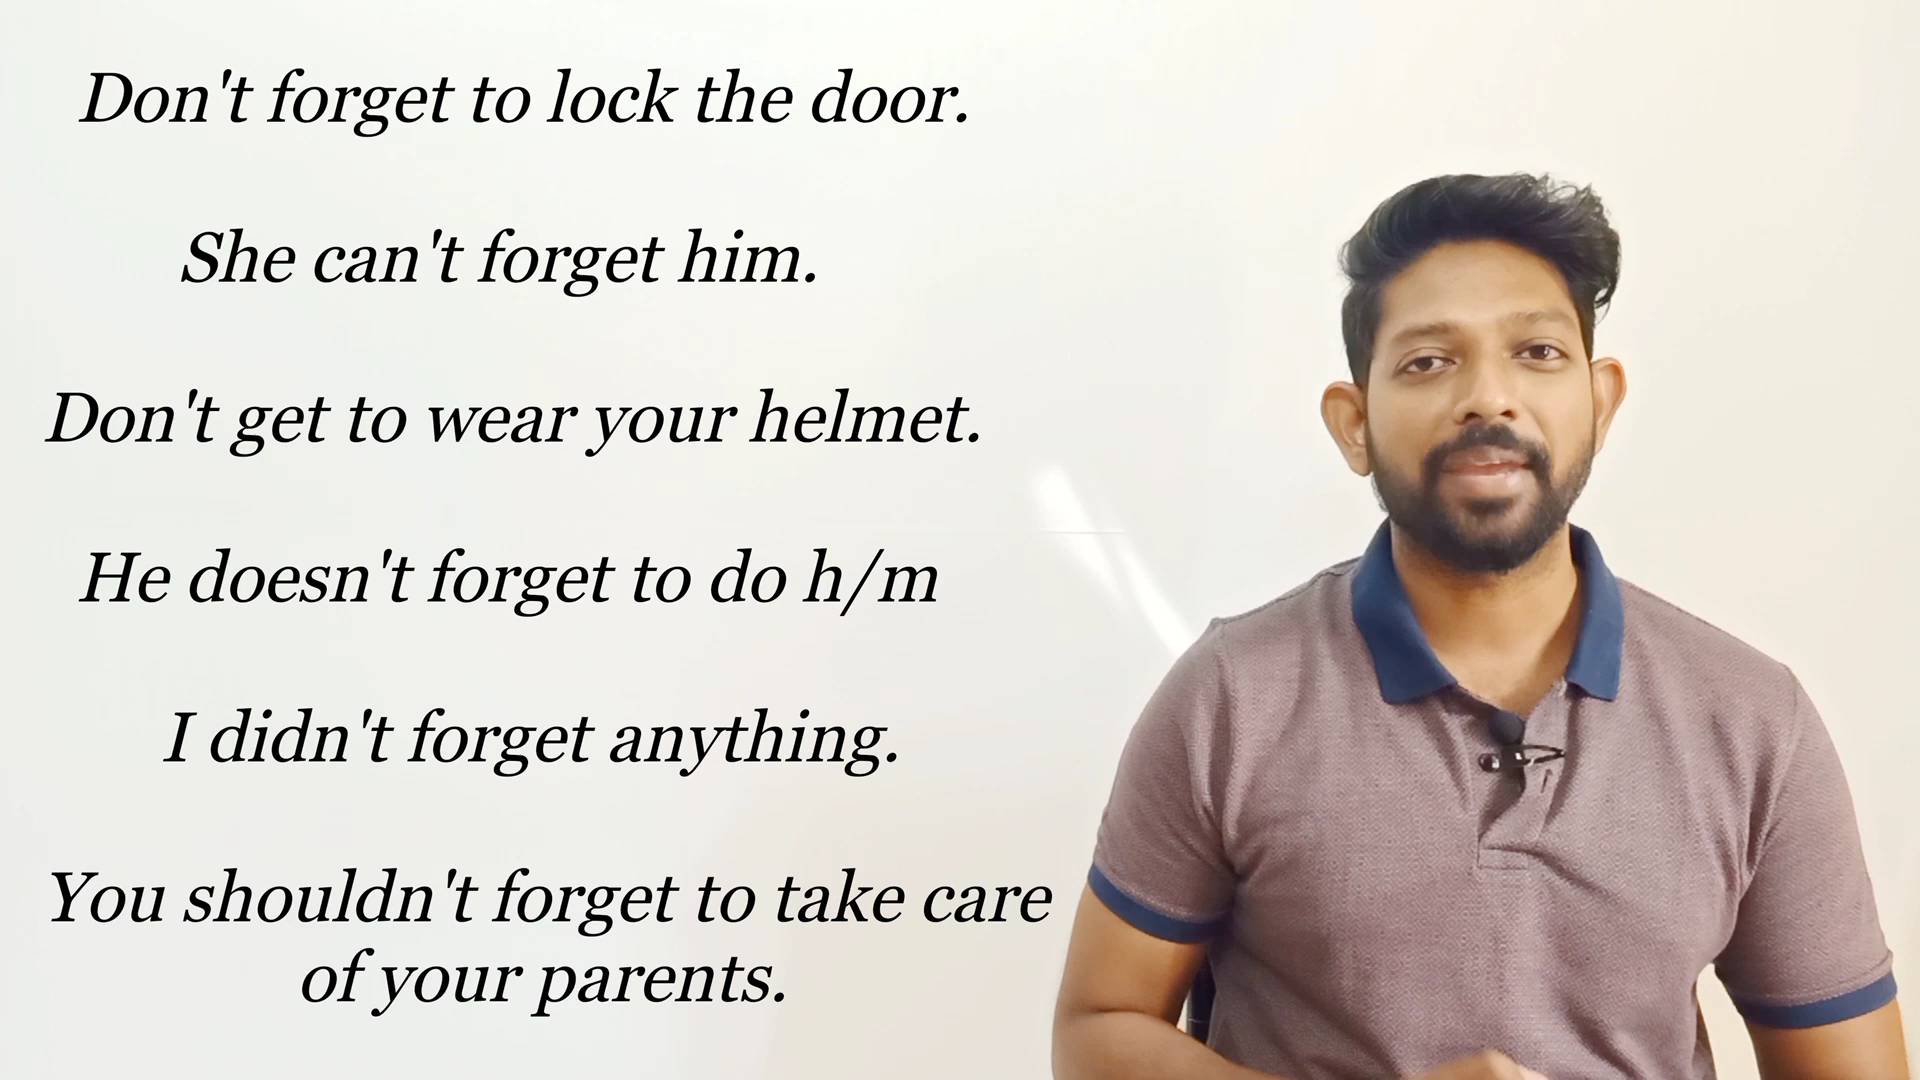 Don't forget to lock the door.
She can't forget him.
Don't get to wear your helmet.
He doesn't forget to do h/m
I didn't forget anything.
You shouldn't forget to take care
of your parents.